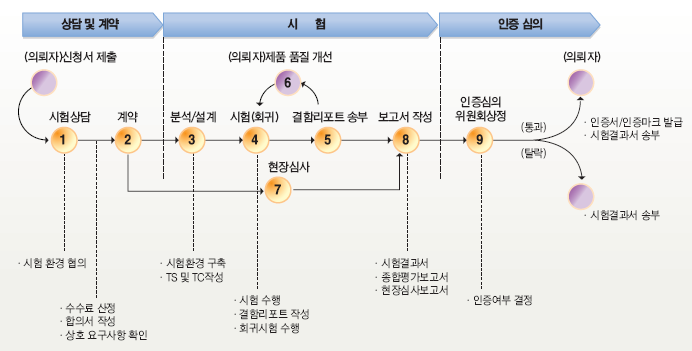 상담 및 계약
시 험
인증 심의
(의뢰자)신청서 제출
(의뢰자)제품 품질 개선
(의뢰자)
6
시험상담
계약
분석/설계
시험(회귀)
결함리포트 송부
보고서 작성
인증심의
위원회상정
1
2
3
4
5
8
9
(통과)
(탈락)
· 인증서/인증마크 발급
· 시험결과서 송부
현장심사
7
· 시험결과서 송부
· 시험 환경 협의
· 시험환경 구축
· TS 및 TC작성
· 시험결과서
· 종합평가보고서
· 현장심사보고서
· 수수료 산정
· 합의서 작성
· 상호 요구사항 확인
· 시험 수행
· 결함리포트 작성
· 회귀시험 수행
· 인증여부 결정